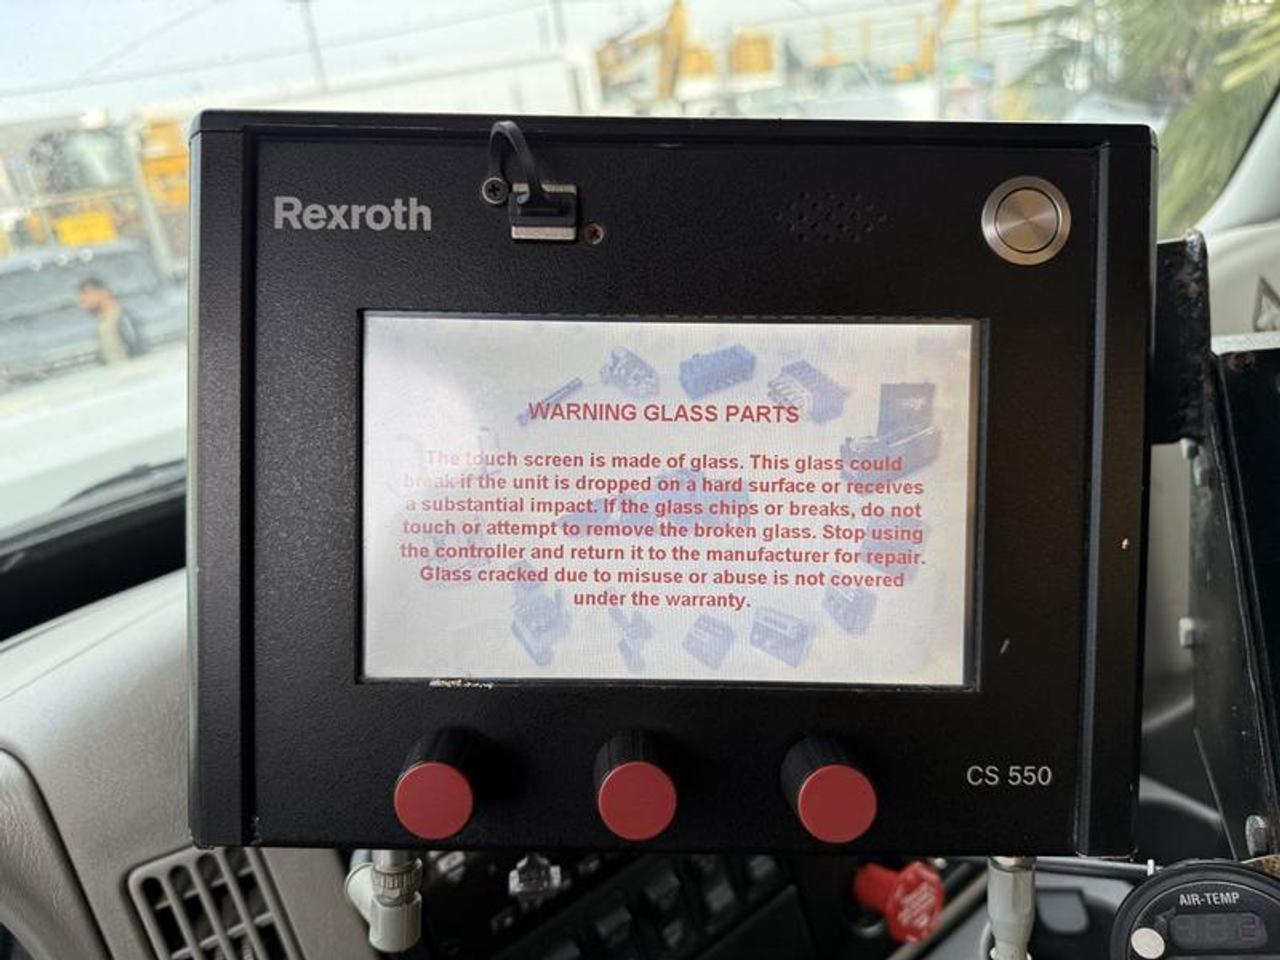 Rexroth
WARNING GLASS PARTS
The touch screen is made of glass. This glass could
break if the unit is dropped on a hard surface or receives
a substantial impact. If the glass chips or breaks, do not
touch or attempt to remove the broken glass. Stop using
the controller and return it to the manufacturer for repair.
Glass cracked due to misuse or abuse is not covered
under the warranty.
CS 550
AIR-TEMP